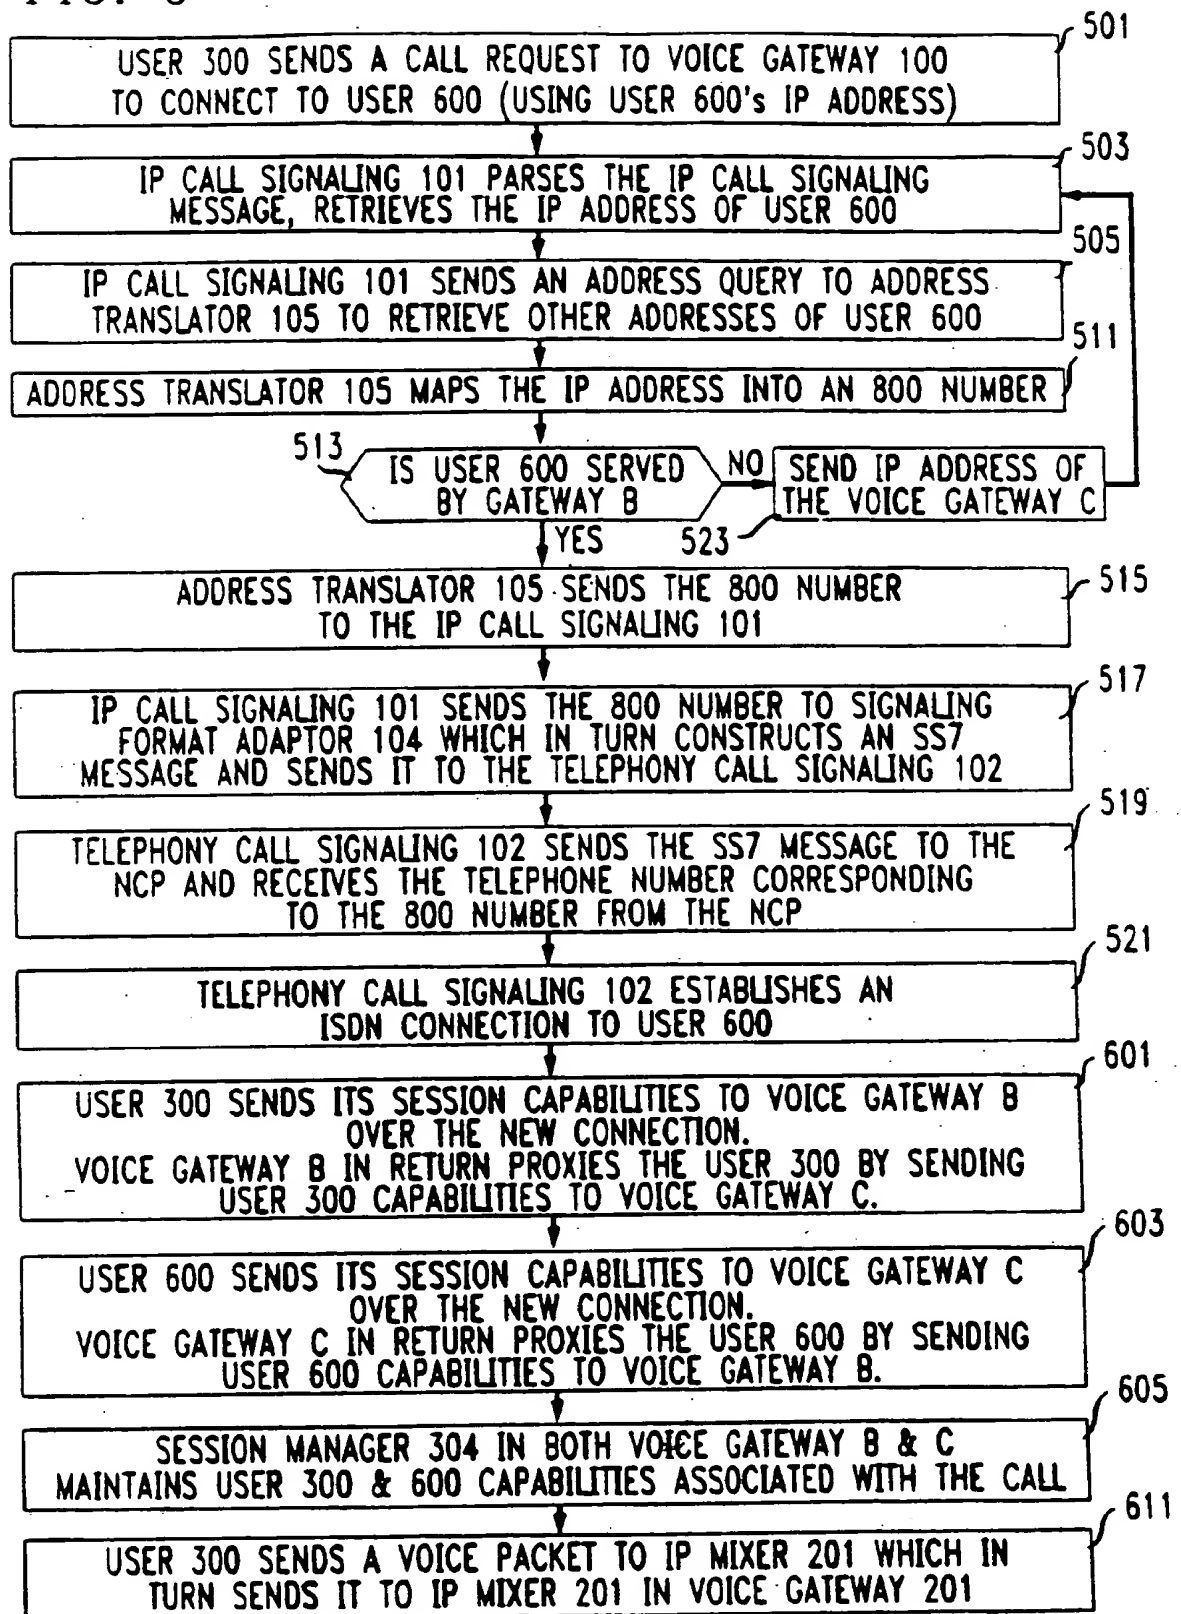 501
USER 300 SENDS A CALL REQUEST TO VOICE GATEWAY 100
TO CONNECT TO USER 600 (USING USER 600's IP ADDRESS)
503
IP CALL SIGNALING 101 PARSES THE IP CALL SIGNALING
MESSAGE, RETRIEVES THE IP ADDRESS OF USER 600
505
IP CALL SIGNALING 101 SENDS AN ADDRESS QUERY TO ADDRESS
TRANSLATOR 105 TO RETRIEVE OTHER ADDRESSES OF USER 600
511
ADDRESS TRANSLATOR 105 MAPS THE IP ADDRESS INTO AN 800 NUMBER
513
IS USER 600 SERVED
BY GATEWAY B
NO
SEND IP ADDRESS OF
THE VOICE GATEWAY C
YES
523
515
ADDRESS TRANSLATOR 105 SENDS THE 800 NUMBER
TO THE IP CALL SIGNALING 101
517
IP CALL SIGNALING 101 SENDS THE 800 NUMBER TO SIGNALING
FORMAT ADAPTOR 104 WHICH IN TURN CONSTRUCTS AN SS7
MESSAGE AND SENDS IT TO THE TELEPHONY CALL SIGNALING 102
519
TELEPHONY CALL SIGNALING 102 SENDS THE SS7 MESSAGE TO THE
NCP AND RECEIVES THE TELEPHONE NUMBER CORRESPONDING
TO THE 800 NUMBER FROM THE NCP
521
TELEPHONY CALL SIGNALING 102 ESTABLISHES AN
ISDN CONNECTION TO USER 600
601
USER 300 SENDS ITS SESSION CAPABILITIES TO VOICE GATEWAY B
OVER THE NEW CONNECTION.
VOICE GATEWAY B IN RETURN PROXIES THE USER 300 BY SENDING
USER 300 CAPABILITIES TO VOICE GATEWAY C.
603
USER 600 SENDS ITS SESSION CAPABILITIES TO VOICE GATEWAY C
OVER THE NEW CONNECTION.
VOICE GATEWAY C IN RETURN PROXIES THE USER 600 BY SENDING
USER 600 CAPABILITIES TO VOICE GATEWAY B.
605
SESSION MANAGER 304 IN BOTH VOICE GATEWAY B & C
MAINTAINS USER 300 & 600 CAPABILITIES ASSOCIATED WITH THE CALL
611
USER 300 SENDS A VOICE PACKET TO IP MIXER 201 WHICH IN
TURN SENDS IT TO IP MIXER 201 IN VOICE GATEWAY 201